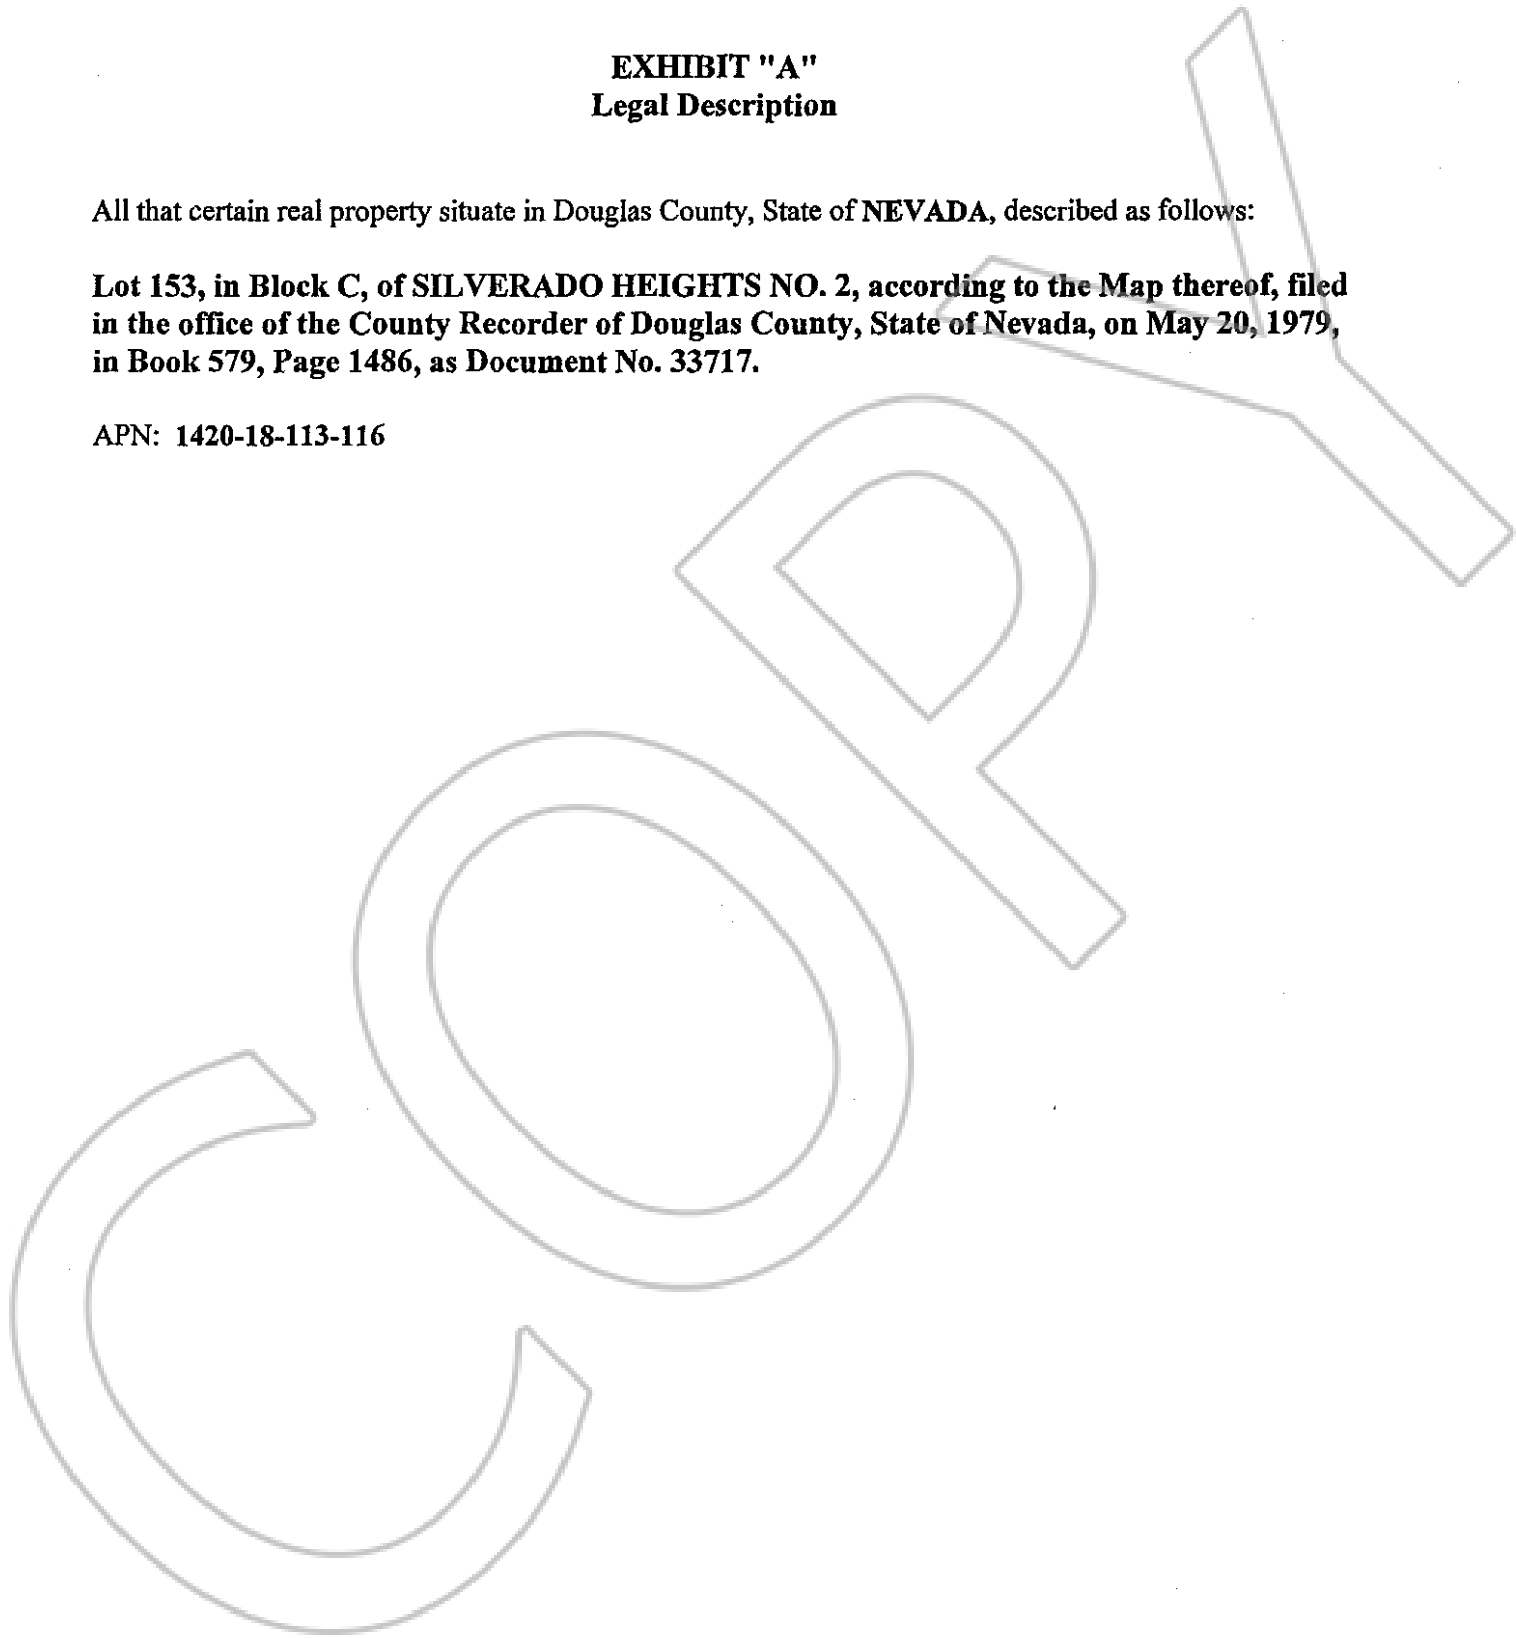 EXHIBIT "A"
Legal Description
All that certain real property situate in Douglas County, State of NEVADA, described as follows:
Lot 153, in Block C, of SILVERADO HEIGHTS NO. 2, according to the Map thereof, filed
in the office of the County Recorder of Douglas County, State of Nevada, on May 20, 1979,
in Book 579, Page 1486, as Document No. 33717.
APN: 1420-18-113-116
COPY